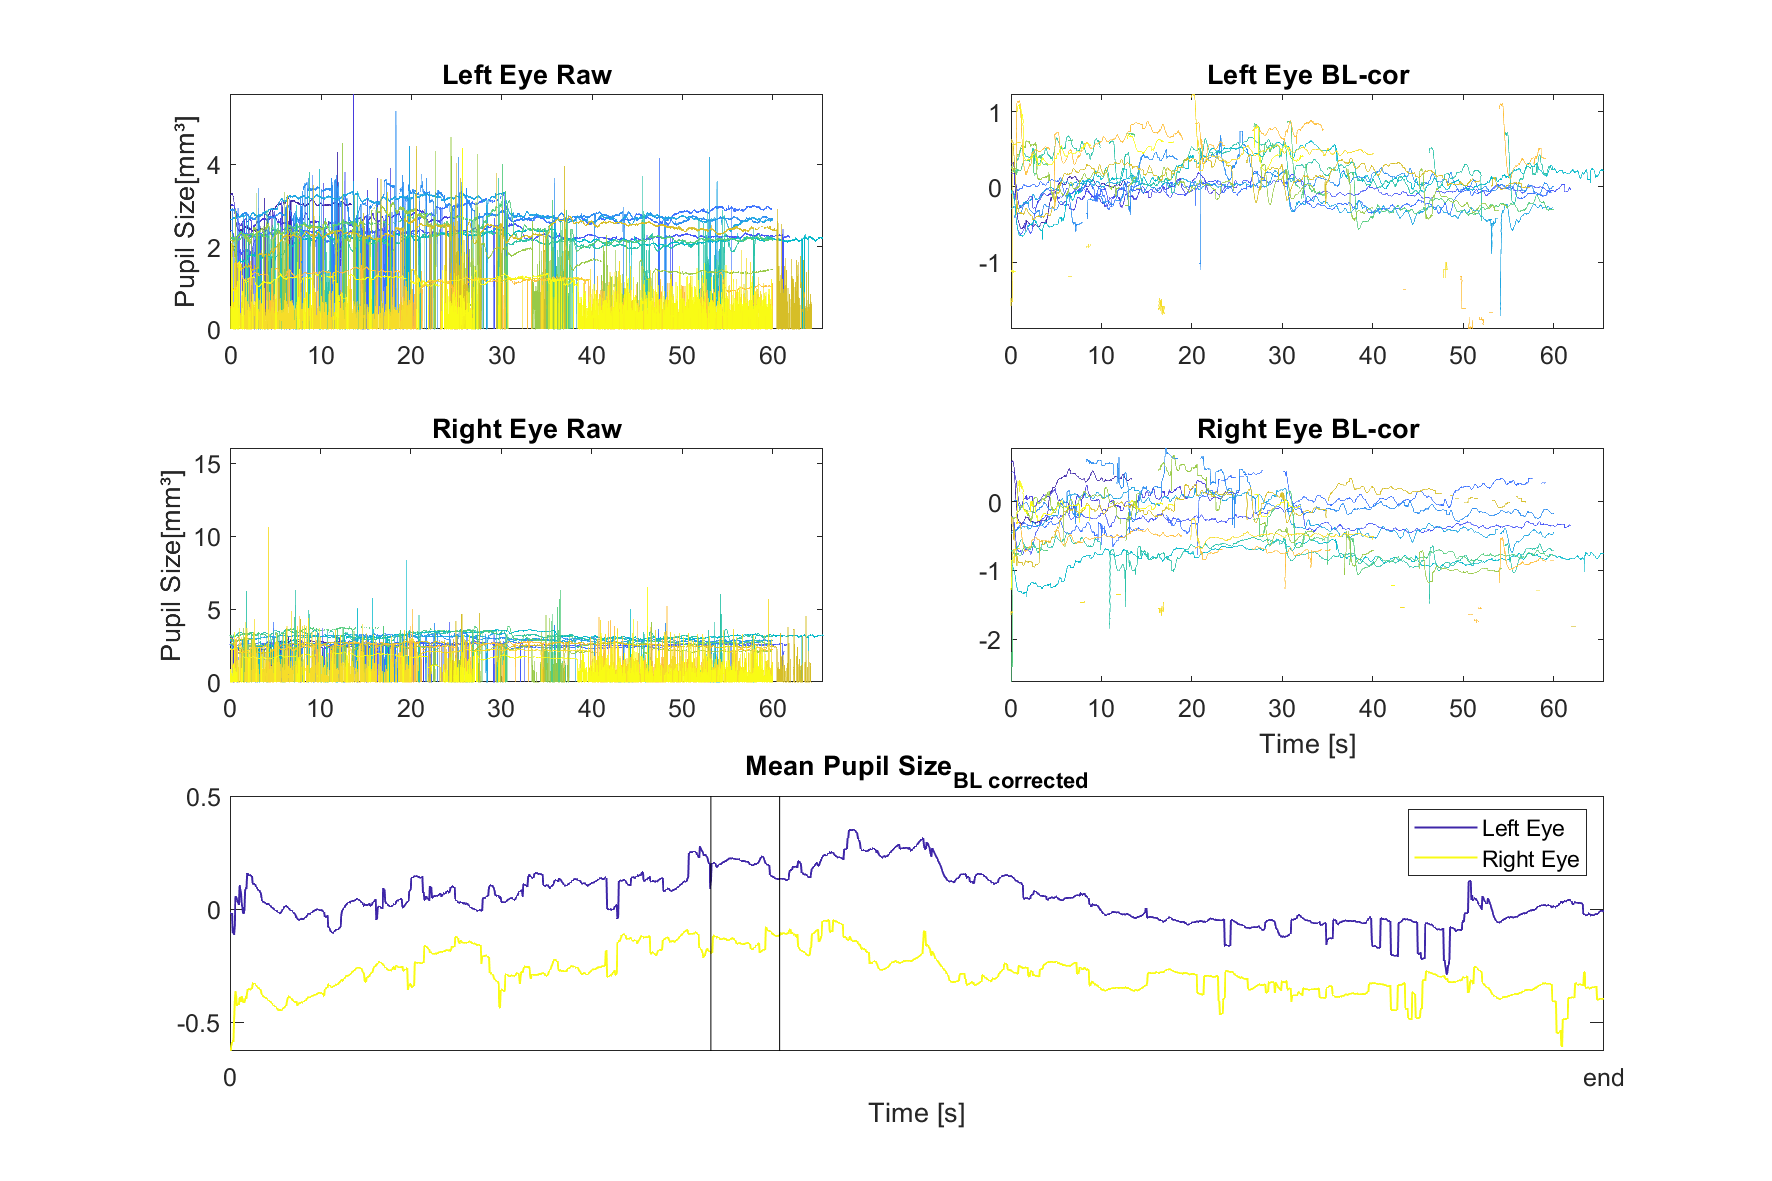 Left Eye Raw
Pupil Size[mm³]
4
2
0
0 10 20 30 40 50 60
Left Eye BL-cor
1
0
-1
0 10 20 30 40 50 60
Right Eye Raw
Pupil Size[mm³]
15
10
5
0
0 10 20 30 40 50 60
Right Eye BL-cor
0
-1
-2
0 10 20 30 40 50 60
Time [s]
Mean Pupil Size BL corrected
0.5
0
-0.5
Left Eye
Right Eye
0 end
Time [s]